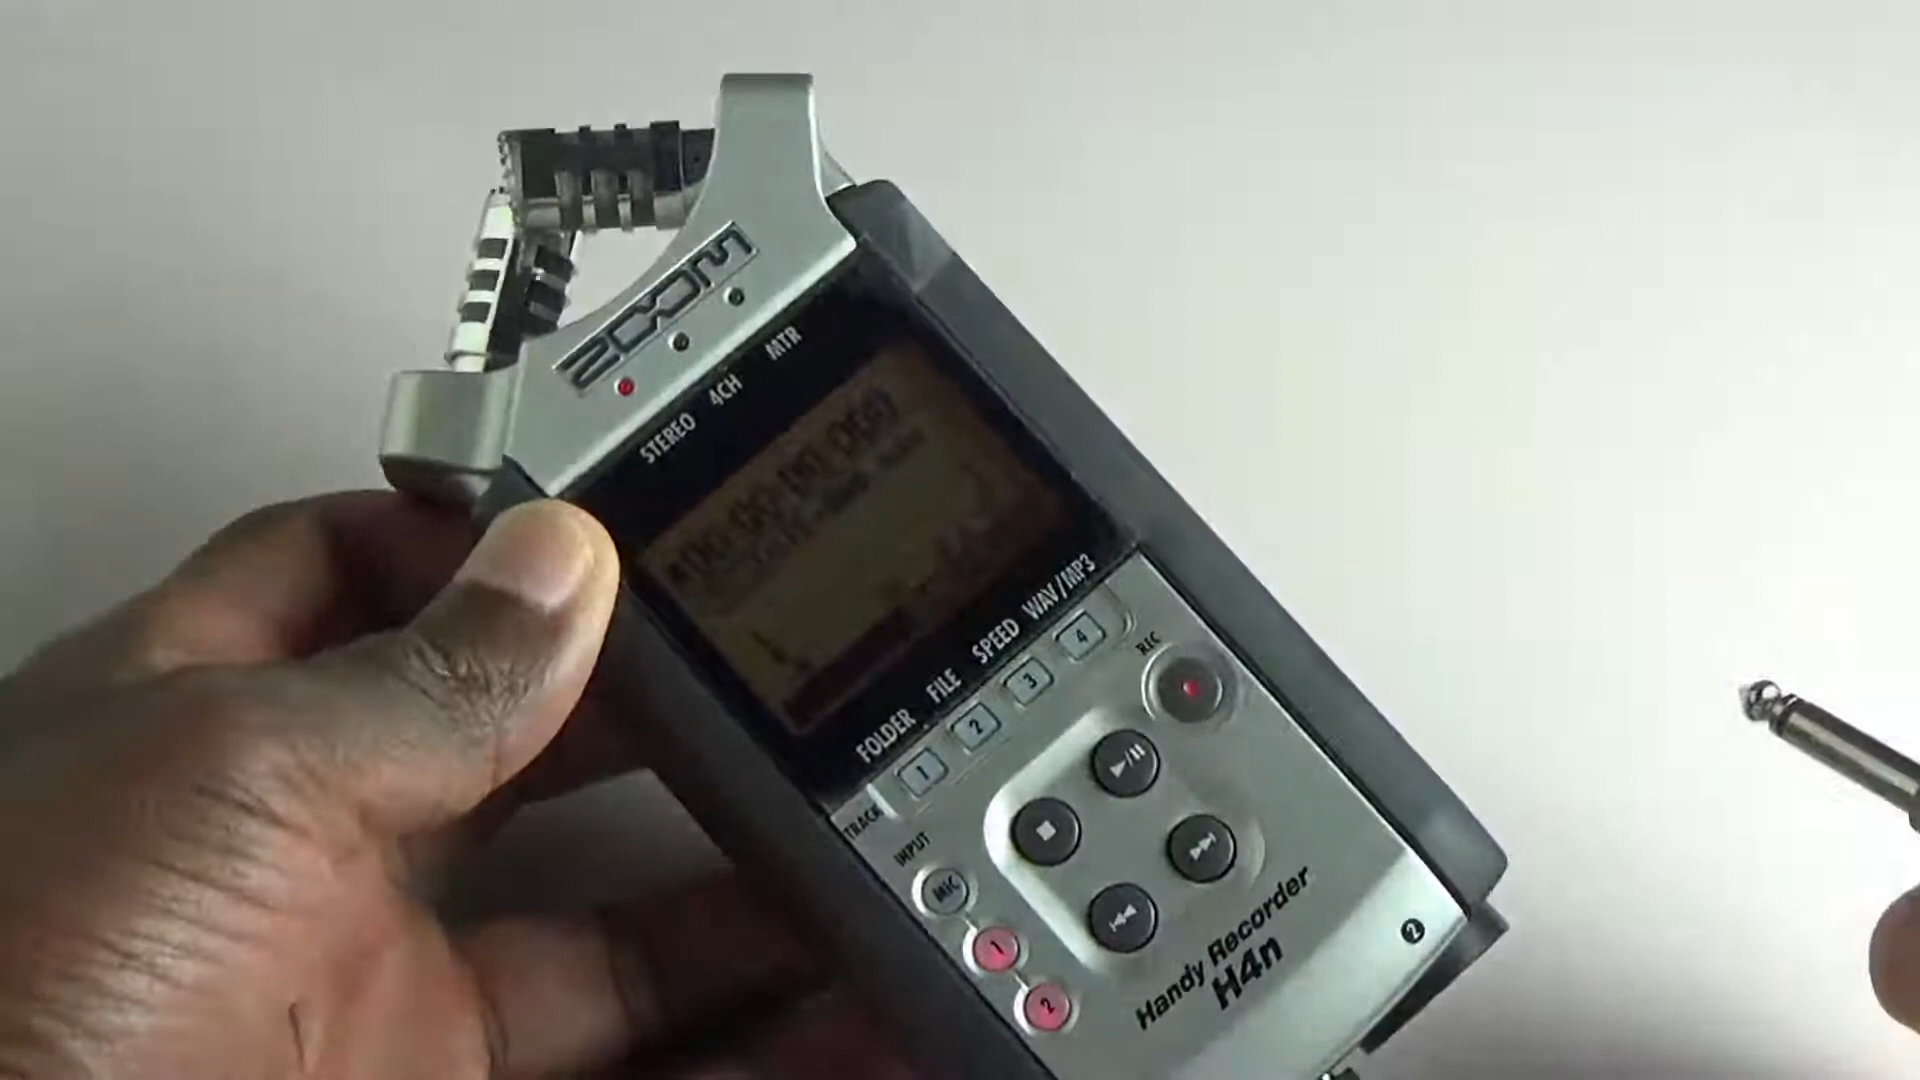 ZOOM
STEREO 4CH MTR
FOLDER FILE SPEED WAV/MP3
TRACK 1 2 3 4
REC
INPUT
MIC
1
2
Handy Recorder
H4n
2